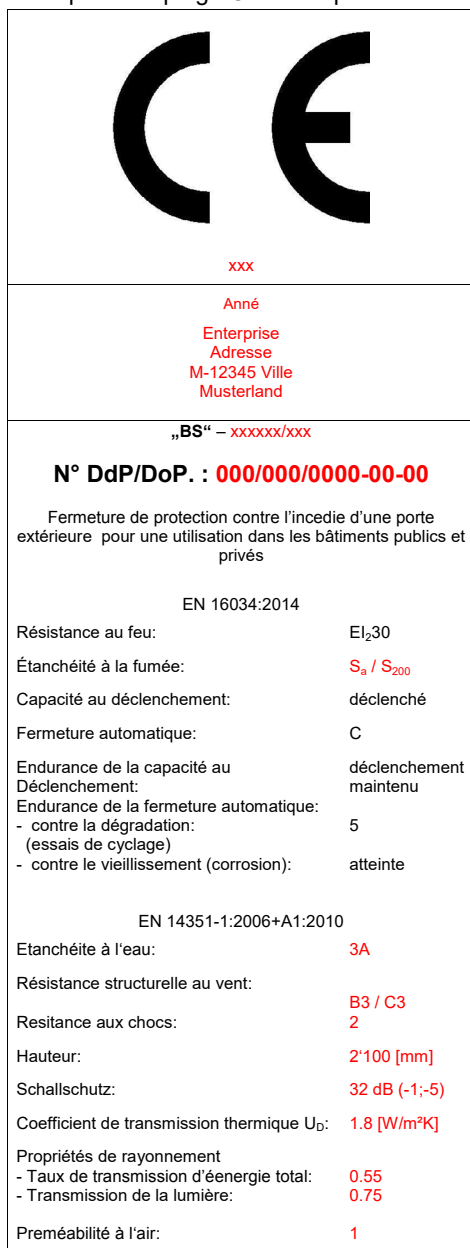 CE
xxx
Anné
Enterprise
Adresse
M-12345 Ville
Musterland
„BS“ – xxxxxx/xxx
N° DdP/DoP. : 000/000/0000-00-00
Fermeture de protection contre l’incedie d’une porte
extérieure pour une utilisation dans les bâtiments publics et
privés
EN 16034:2014
Résistance au feu: EI₂30
Étanchéité à la fumée: Sₐ / S₂₀₀
Capacité au déclenchement: déclenché
Fermeture automatique: C
Endurance de la capacité au déclenchement
Déclenchement: maintenu
Endurance de la fermeture automatique:
- contre la dégradation: 5
(essais de cyclage)
- contre le vieillissement (corrosion): atteinte
EN 14351-1:2006+A1:2010
Etanchéite à l‘eau: 3A
Résistance structurelle au vent:
B3 / C3
Resitance aux chocs: 2
Hauteur: 2‘100 [mm]
Schallschutz: 32 dB (-1;-5)
Coefficient de transmission thermique U_D: 1.8 [W/m²K]
Propriétés de rayonnement
- Taux de transmission d’éenergie total: 0.55
- Transmission de la lumière: 0.75
Preméabilité à l‘air: 1